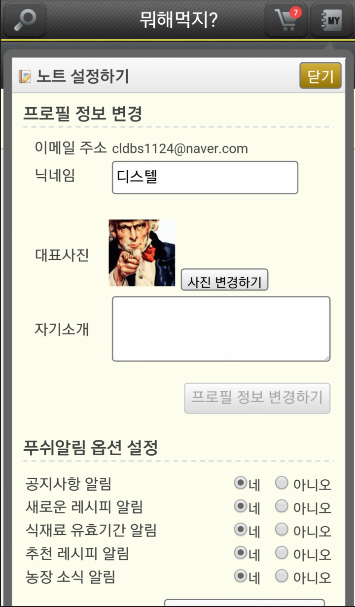 뭐해먹지?
7
MY
노트 설정하기
닫기
프로필 정보 변경
이메일 주소 cldbs1124@naver.com
닉네임
디스텔
대표사진
사진 변경하기
자기소개
프로필 정보 변경하기
푸쉬알림 옵션 설정
공지사항 알림 네 아니오
새로운 레시피 알림 네 아니오
식재료 유효기간 알림 네 아니오
추천 레시피 알림 네 아니오
농장 소식 알림 네 아니오